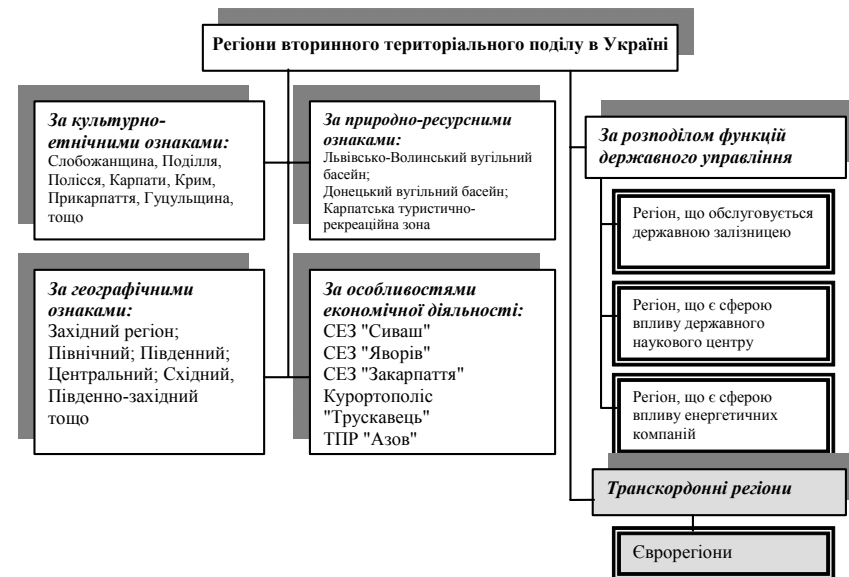 Регіони вторинного територіального поділу в Україні
За культурно-
етнічними ознаками:
Слобожанщина, Поділля,
Полісся, Карпати, Крим,
Прикарпаття, Гуцульщина,
тощо
За природно-ресурсними
ознаками:
Львівсько-Волинський вугільний
басейн;
Донецький вугільний басейн;
Карпатська туристично-
рекреаційна зона
За розподілом функцій
державного управління
Регіон, що обслуговується
державною залізницею
Регіон, що є сферою
впливу державного
наукового центру
Регіон, що є сферою
впливу енергетичних
компаній
За географічними
ознаками:
Західний регіон;
Північний; Південний;
Центральний; Східний,
Південно-західний
тощо
За особливостями
економічної діяльності:
СЕЗ "Сиваш"
СЕЗ "Яворів"
СЕЗ "Закарпаття"
Курортополіс
"Трускавець"
ТПР "Азов"
Транскордонні регіони
Єврорегіони